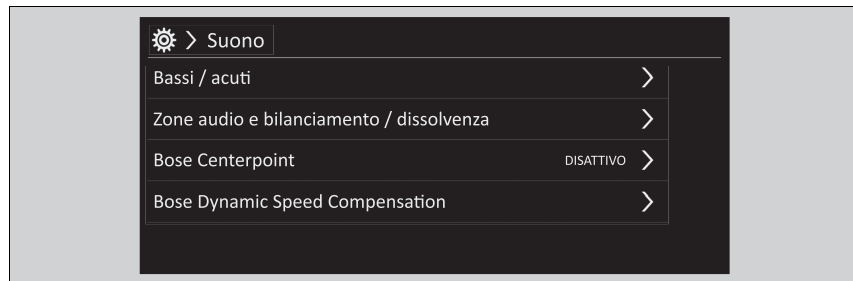 Suono
Bassi / acuti
Zone audio e bilanciamento / dissolvenza
Bose Centerpoint DISATTIVO
Bose Dynamic Speed Compensation